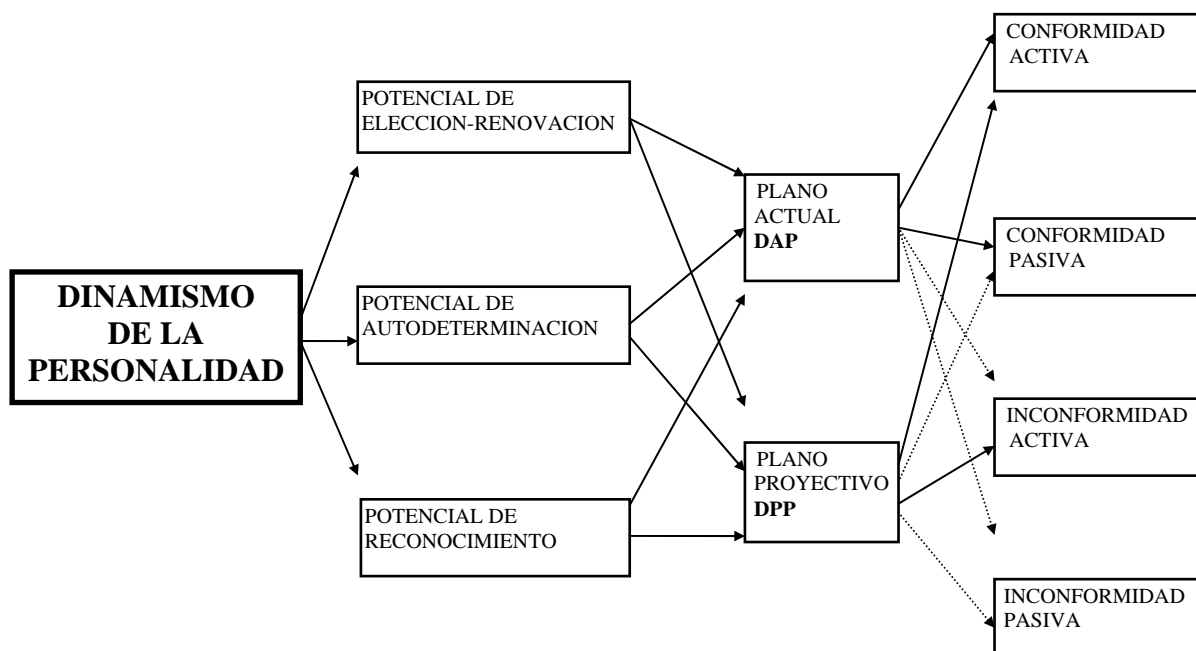 DINAMISMO
DE LA
PERSONALIDAD
POTENCIAL DE
ELECCION-RENOVACION
POTENCIAL DE
AUTODETERMINACION
POTENCIAL DE
RECONOCIMIENTO
PLANO
ACTUAL
DAP
PLANO
PROYECTIVO
DPP
CONFORMIDAD
ACTIVA
CONFORMIDAD
PASIVA
INCONFORMIDAD
ACTIVA
INCONFORMIDAD
PASIVA